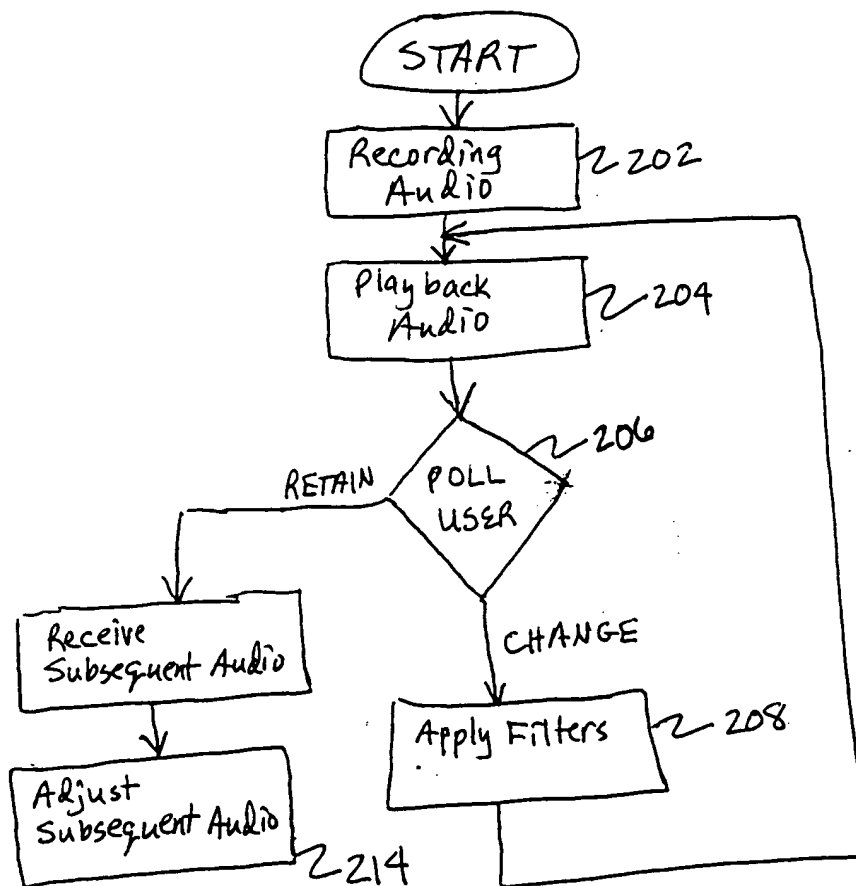 START
Recording
Audio
202
Playback
Audio
204
206
POLL
USER
RETAIN
CHANGE
Receive
Subsequent Audio
Apply Filters
208
Adjust
Subsequent Audio
214